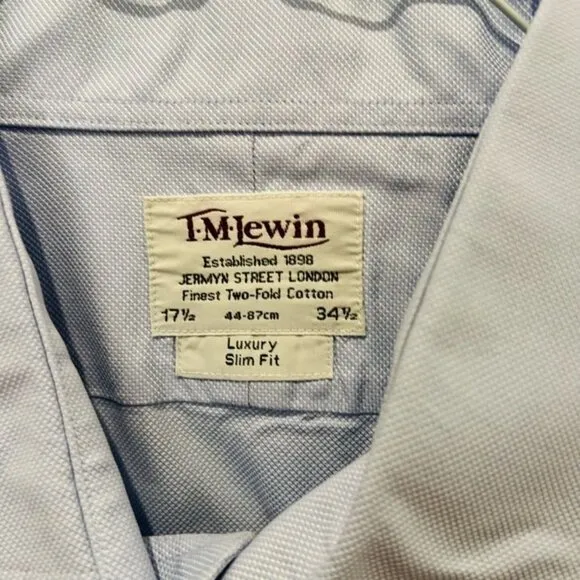 T·M·Lewin
Established 1898
JERMYN STREET LONDON
Finest Two-Fold Cotton
17½ 44-87cm 34½
Luxury
Slim Fit